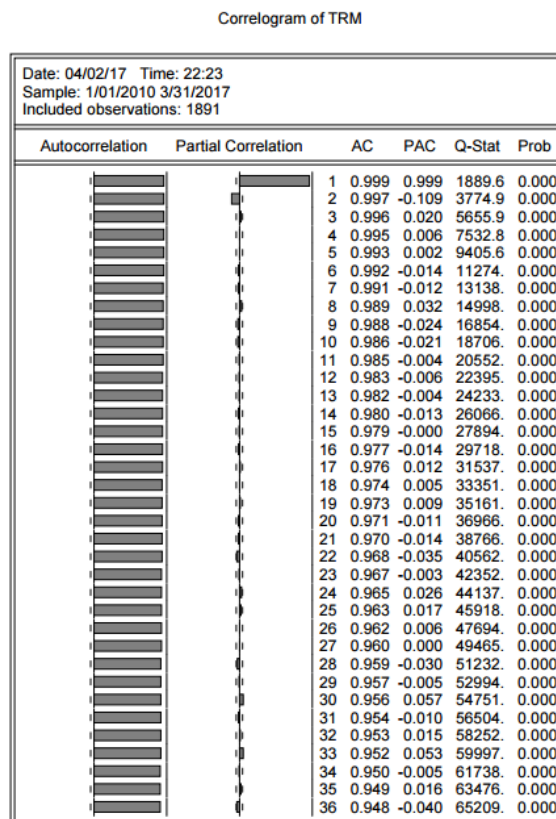 Correlogram of TRM
Date: 04/02/17 Time: 22:23
Sample: 1/01/2010 3/31/2017
Included observations: 1891
Autocorrelation Partial Correlation AC PAC Q-Stat Prob
1 0.999 0.999 1889.6 0.000
2 0.997 -0.109 3774.9 0.000
3 0.996 0.020 5655.9 0.000
4 0.995 0.006 7532.8 0.000
5 0.993 0.002 9405.6 0.000
6 0.992 -0.014 11274. 0.000
7 0.991 -0.012 13138. 0.000
8 0.989 0.032 14998. 0.000
9 0.988 -0.024 16854. 0.000
10 0.986 -0.021 18706. 0.000
11 0.985 -0.004 20552. 0.000
12 0.983 -0.006 22395. 0.000
13 0.982 -0.004 24233. 0.000
14 0.980 -0.013 26066. 0.000
15 0.979 -0.000 27894. 0.000
16 0.977 -0.014 29718. 0.000
17 0.976 0.012 31537. 0.000
18 0.974 0.005 33351. 0.000
19 0.973 0.009 35161. 0.000
20 0.971 -0.011 36966. 0.000
21 0.970 -0.014 38766. 0.000
22 0.968 -0.035 40562. 0.000
23 0.967 -0.003 42352. 0.000
24 0.965 0.026 44137. 0.000
25 0.963 0.017 45918. 0.000
26 0.962 0.006 47694. 0.000
27 0.960 0.000 49465. 0.000
28 0.959 -0.030 51232. 0.000
29 0.957 -0.005 52994. 0.000
30 0.956 0.057 54751. 0.000
31 0.954 -0.010 56504. 0.000
32 0.953 0.015 58252. 0.000
33 0.952 0.053 59997. 0.000
34 0.950 -0.005 61738. 0.000
35 0.949 0.016 63476. 0.000
36 0.948 -0.040 65209. 0.000